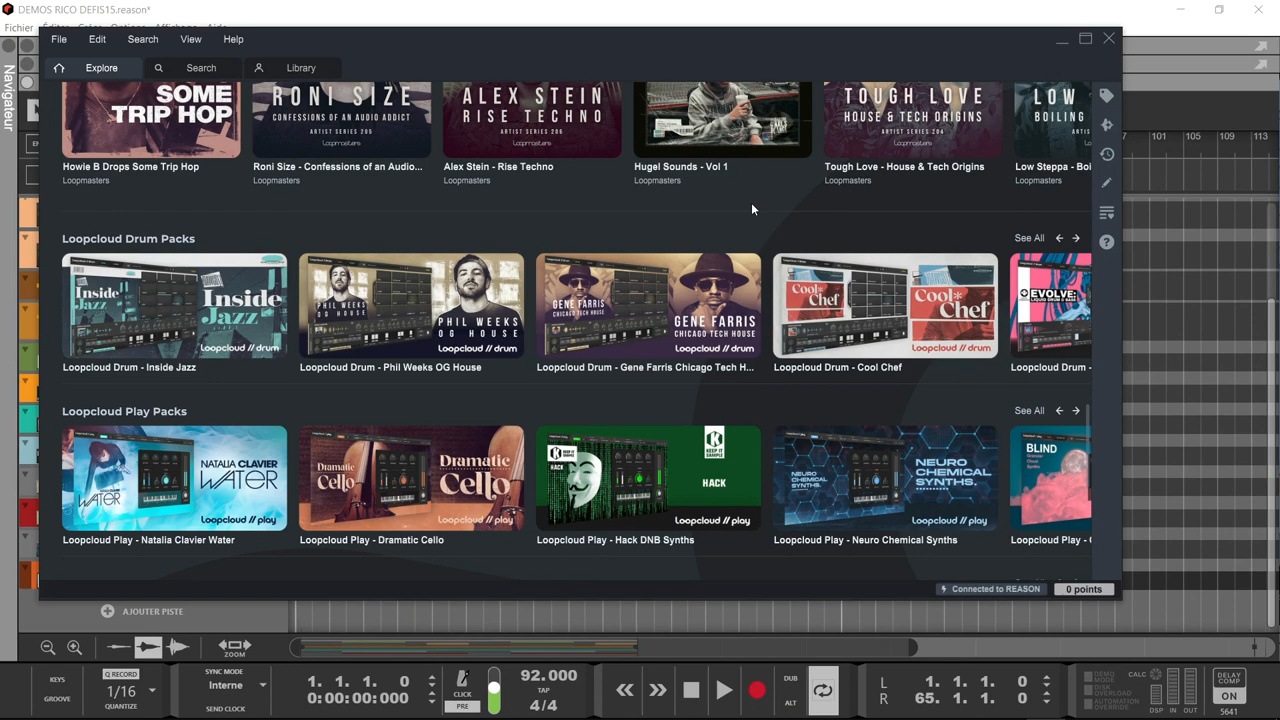 DEMOS RICO DEFIS15.reason*
Fichier
File Edit Search View Help
Explore Search Library
Navigateur
SOME TRIP HOP
RONI SIZE
CONFESSIONS OF AN AUDIO ADDICT
ARTIST SERIES 205
Loopmasters
ALEX STEIN
RISE TECHNO
ARTIST SERIES 206
Loopmasters
TOUGH LOVE
HOUSE & TECH ORIGINS
ARTIST SERIES 204
Loopmasters
LOW
BOILING
101 105 109 113
Howie B Drops Some Trip Hop
Loopmasters
Roni Size - Confessions of an Audio...
Loopmasters
Alex Stein - Rise Techno
Loopmasters
Hugel Sounds - Vol 1
Loopmasters
Tough Love - House & Tech Origins
Loopmasters
Low Steppa - Boi
Loopmasters
Loopcloud Drum Packs
See All
Inside Jazz
Inside Jazz
Loopcloud // drum
PHIL WEEKS
OG HOUSE
PHIL WEEKS
OG HOUSE
Loopcloud // drum
GENE FARRIS
CHICAGO TECH HOUSE
GENE FARRIS
CHICAGO TECH HOUSE
Loopcloud // drum
Cool*
Chef
Cool*
Chef
Loopcloud // drum
EVOLVE:
LIQUID DRUM & BASS
Loopcloud Drum - Inside Jazz
Loopcloud Drum - Phil Weeks OG House
Loopcloud Drum - Gene Farris Chicago Tech H...
Loopcloud Drum - Cool Chef
Loopcloud Drum -
Loopcloud Play Packs
See All
WATER
NATALIA CLAVIER
WATER
Loopcloud // play
Dramatic
Cello
Dramatic
Cello
Loopcloud // play
HACK
KEEP IT
SAMPLE
HACK
Loopcloud // play
NEURO
CHEMICAL
SYNTHS.
NEURO
CHEMICAL
SYNTHS.
Loopcloud // play
BLIND
Loopcloud Play - Natalia Clavier Water
Loopcloud Play - Dramatic Cello
Loopcloud Play - Hack DNB Synths
Loopcloud Play - Neuro Chemical Synths
Loopcloud Play -
Connected to REASON
0 points
AJOUTER PISTE
ZOOM
KEYS
GROOVE
Q RECORD
1/16
QUANTIZE
SYNC MODE
Interne
SEND CLOCK
1. 1. 1. 0
0:00:00:000
CLICK
PRE
92.000
TAP
4/4
DUB
ALT
L 1. 1. 1. 0
R 65. 1. 1. 0
DEMO MODE
DISK OVERLOAD
AUTOMATION OVERRIDE
CALC
DSP IN OUT
DELAY COMP
ON
5641